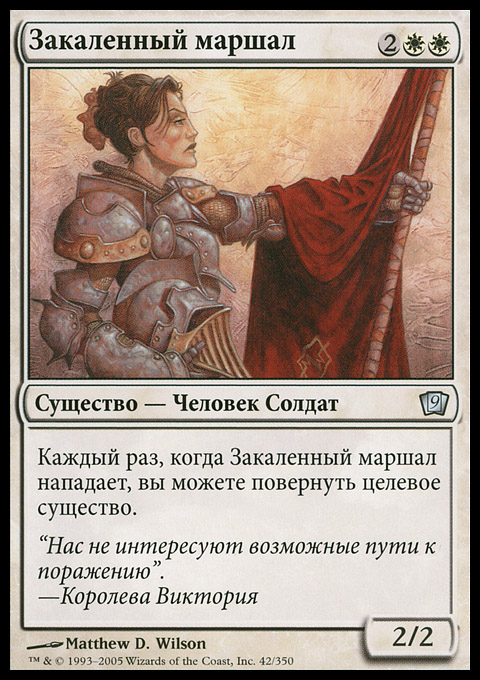 Закаленный маршал 2
Существо — Человек Солдат 9
Каждый раз, когда Закаленный маршал
нападает, вы можете повернуть целевое
существо.
“Нас не интересуют возможные пути к
поражению”.
—Королева Виктория
2/2
Matthew D. Wilson
™ & © 1993–2005 Wizards of the Coast, Inc. 42/350